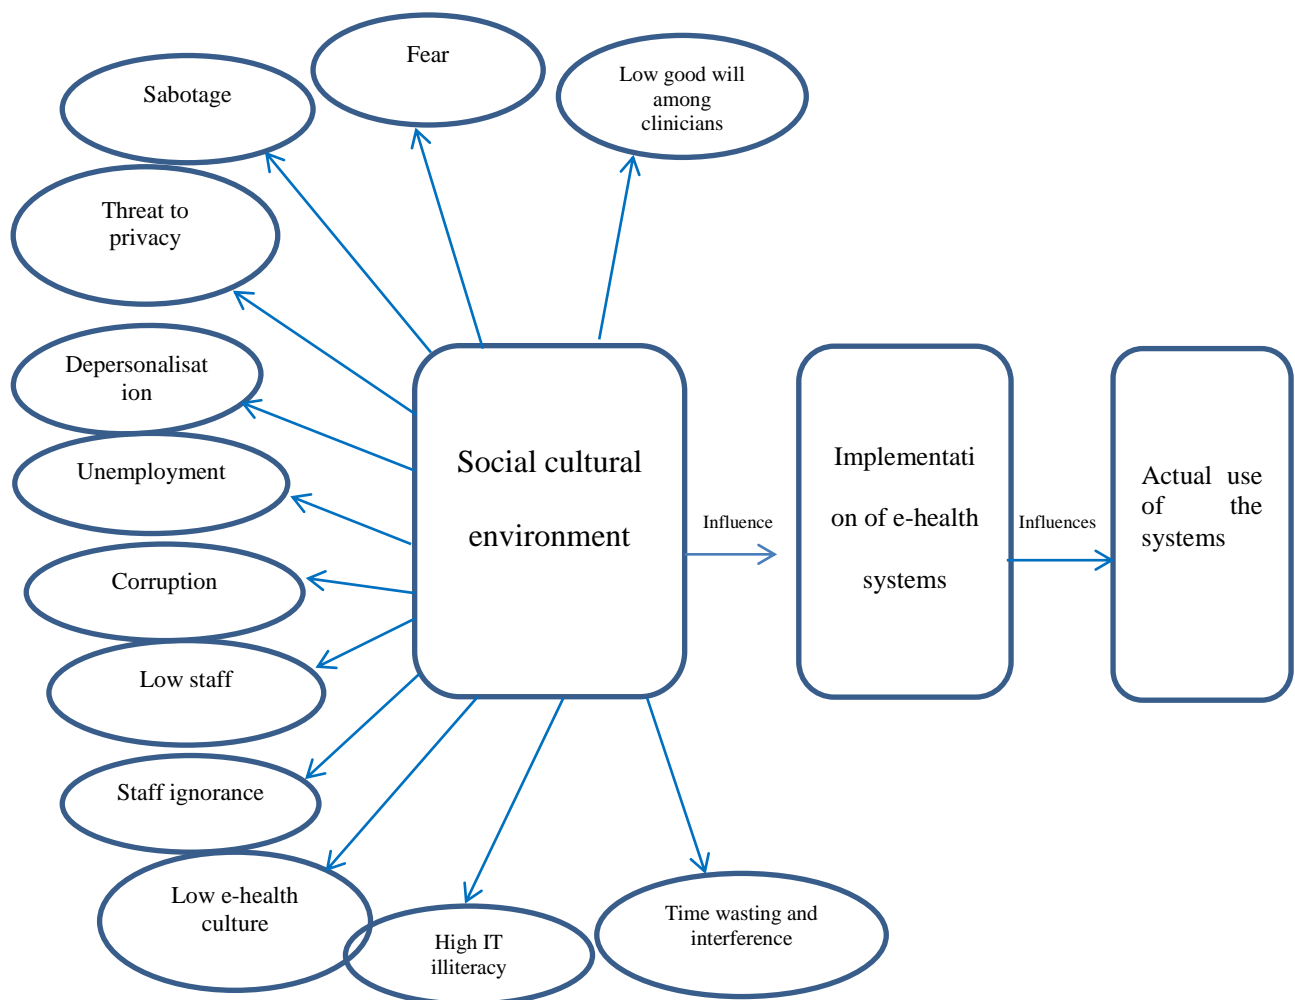 Fear
Low good will
among
clinicians
Sabotage
Threat to
privacy
Depersonalisat
ion
Unemployment
Corruption
Low staff
Staff ignorance
Low e-health
culture
High IT
illiteracy
Time wasting and
interference
Social cultural
environment
Influence
Implementati
on of e-health
systems
Influences
Actual use
of the
systems